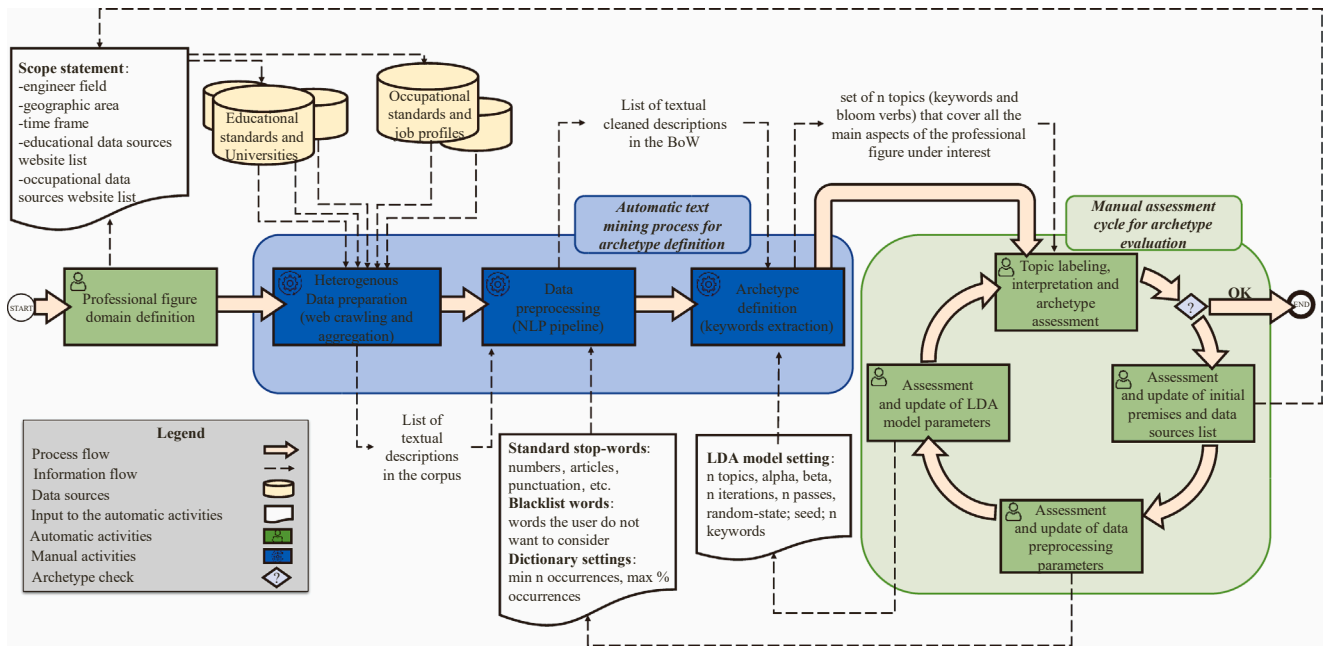 Scope statement:
-engineer field
-geographic area
-time frame
-educational data sources
website list
-occupational data
sources website list
Educational
standards and
Universities
Occupational
standards and
job profiles
List of textual
cleaned descriptions
in the BoW
set of n topics (keywords and
bloom verbs) that cover all the
main aspects of the professional
figure under interest
Automatic text
mining process for
archetype definition
Manual assessment
cycle for archetype
evaluation
START
Professional figure
domain definition
Heterogenous
Data preparation
(web crawling and
aggregation)
Data
preprocessing
(NLP pipeline)
Archetype
definition
(keywords extraction)
Topic labeling,
interpretation and
archetype
assessment
?
OK
END
Assessment
and update of LDA
model parameters
Assessment
and update of initial
premises and data
sources list
Assessment
and update of data
preprocessing
parameters
List of
textual
descriptions
in the corpus
Standard stop-words:
numbers, articles,
punctuation, etc.
Blacklist words:
words the user do not
want to consider
Dictionary settings:
min n occurrences, max %
occurrences
LDA model setting:
n topics, alpha, beta,
n iterations, n passes,
random-state; seed; n
keywords
Legend
Process flow
Information flow
Data sources
Input to the automatic activities
Automatic activities
Manual activities
Archetype check
?